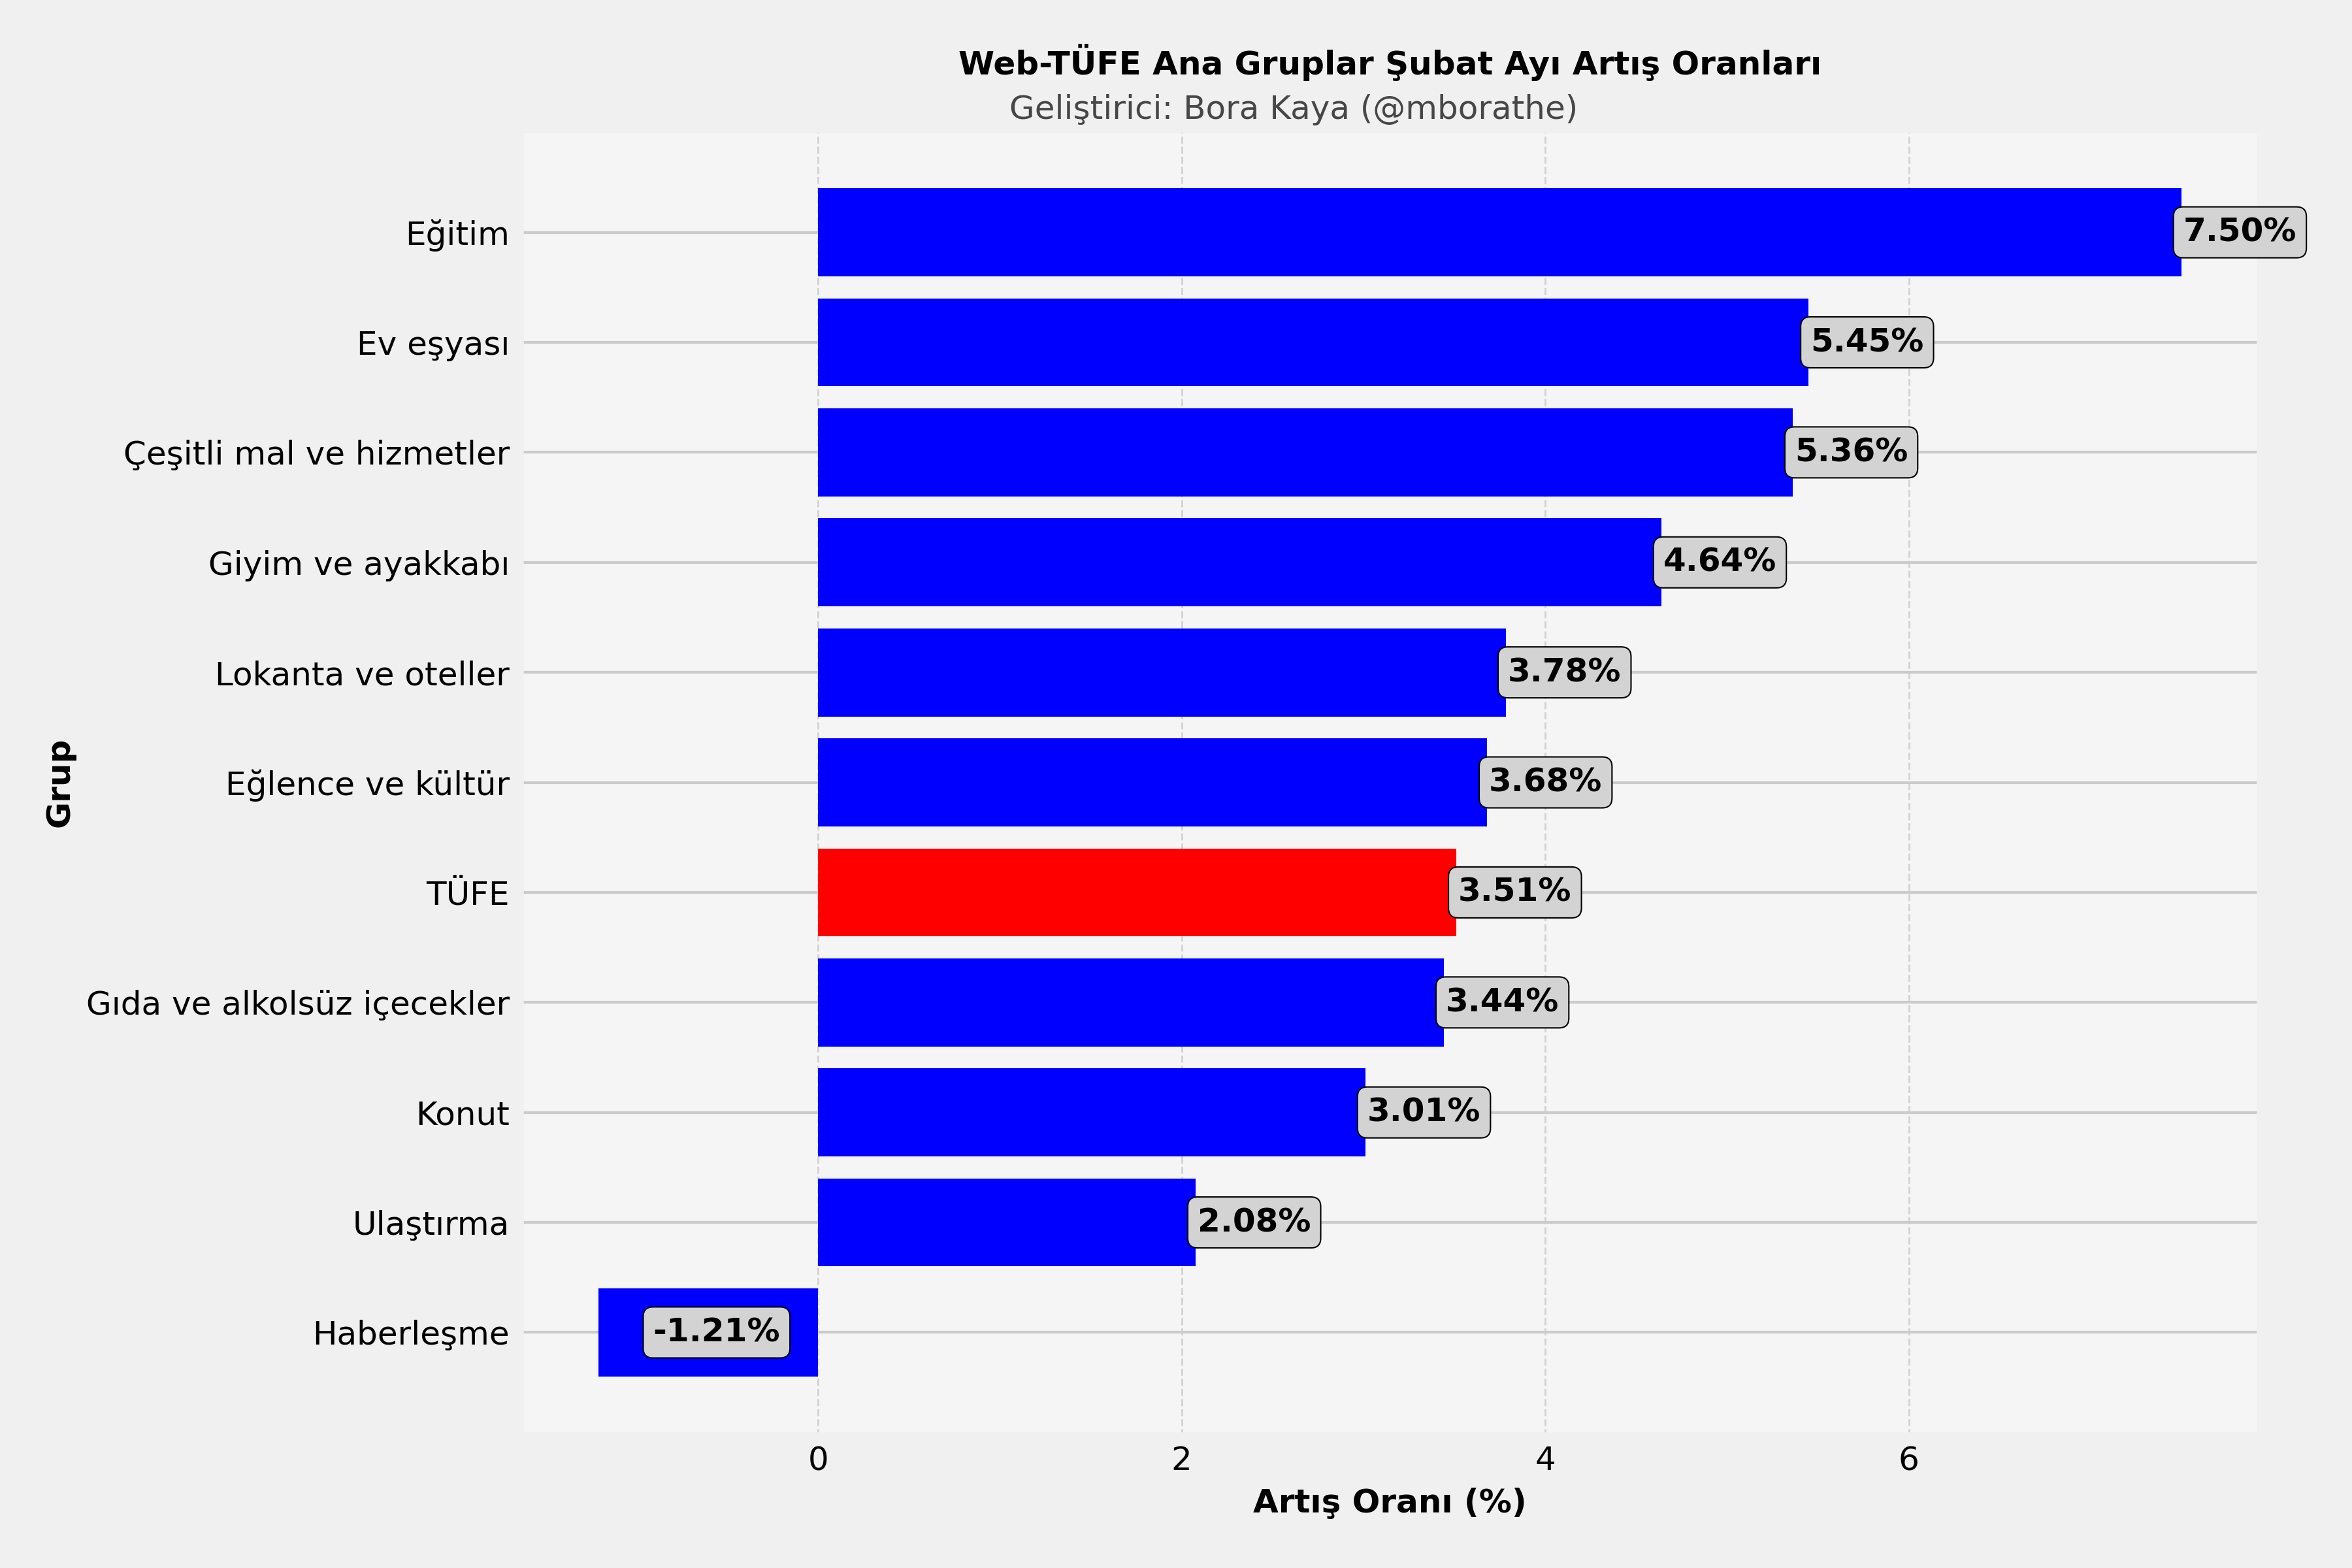 Web-TÜFE Ana Gruplar Şubat Ayı Artış Oranları
Geliştirici: Bora Kaya (@mborathe)
Grup
Eğitim 7.50%
Ev eşyası 5.45%
Çeşitli mal ve hizmetler 5.36%
Giyim ve ayakkabı 4.64%
Lokanta ve oteller 3.78%
Eğlence ve kültür 3.68%
TÜFE 3.51%
Gıda ve alkolsüz içecekler 3.44%
Konut 3.01%
Ulaştırma 2.08%
Haberleşme -1.21%
0 2 4 6
Artış Oranı (%)